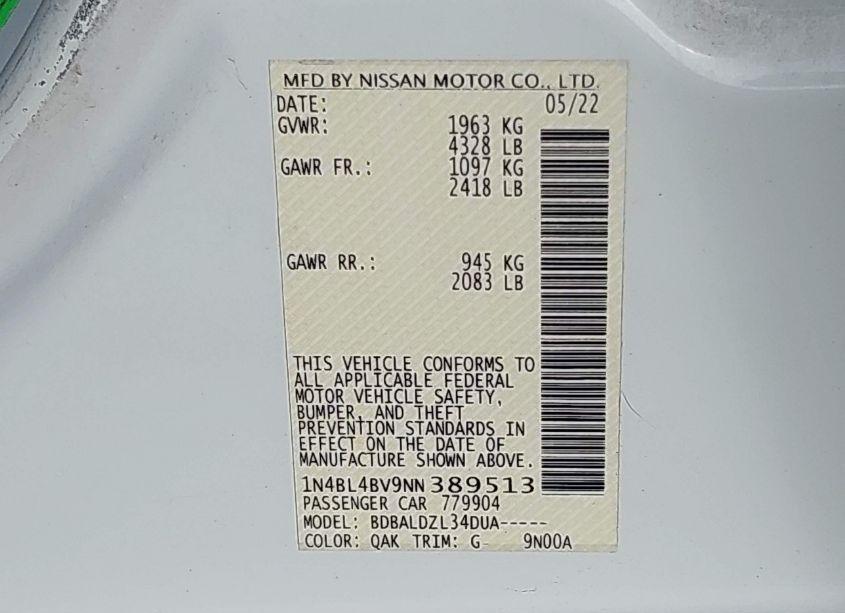 MFD BY NISSAN MOTOR CO., LTD.
DATE: 05/22
GVWR: 1963 KG
4328 LB
GAWR FR.: 1097 KG
2418 LB
GAWR RR.: 945 KG
2083 LB
THIS VEHICLE CONFORMS TO
ALL APPLICABLE FEDERAL
MOTOR VEHICLE SAFETY,
BUMPER, AND THEFT
PREVENTION STANDARDS IN
EFFECT ON THE DATE OF
MANUFACTURE SHOWN ABOVE.
1N4BL4BV9NN389513
PASSENGER CAR 779904
MODEL: BDBALDZL34DUA-----
COLOR: QAK TRIM: G 9N00A